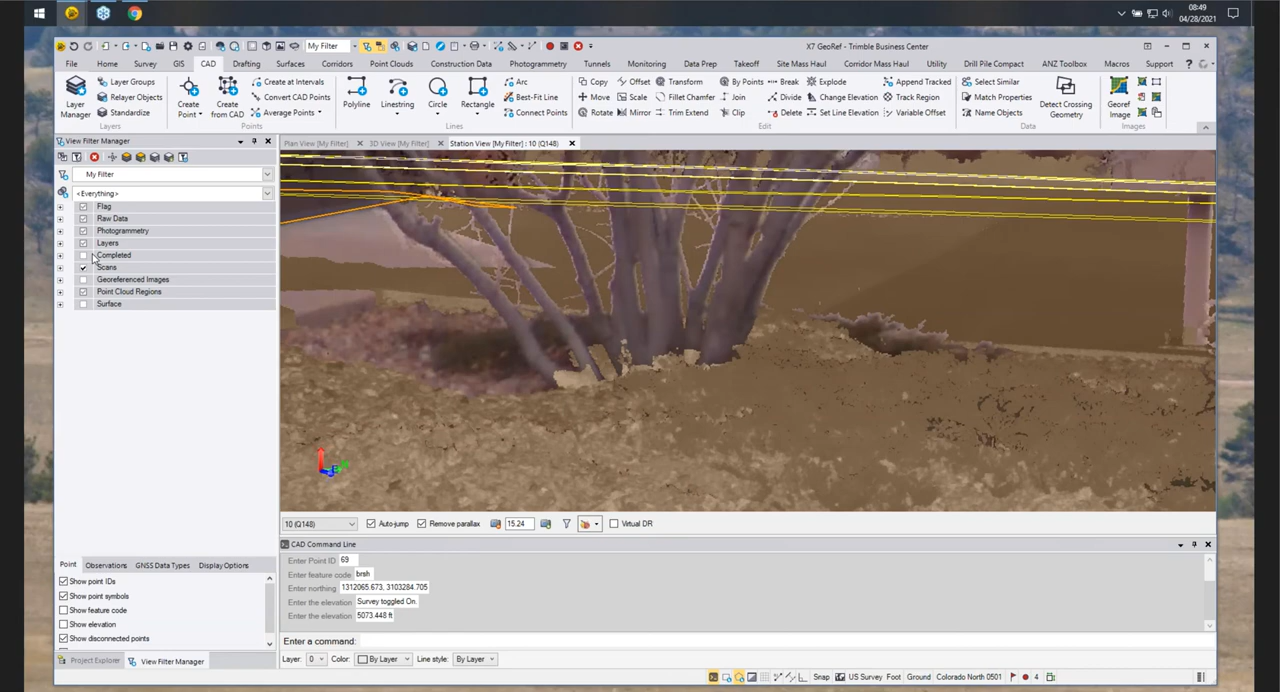 08:49
04/28/2021
My Filter
X7 GeoRef - Trimble Business Center
File Home Survey GIS CAD Drafting Surfaces Corridors Point Clouds Construction Data Photogrammetry Tunnels Monitoring Data Prep Takeoff Site Mass Haul Corridor Mass Haul Utility Drill Pile Compact ANZ Toolbox Macros Support
Layer Manager
Layer Groups
Relayer Objects
Standardize
Layers
Create Point
Create from CAD
Create at Intervals
Convert CAD Points
Average Points
Points
Polyline
Linestring
Circle
Rectangle
Arc
Best-Fit Line
Connect Points
Lines
Copy Offset Transform By Points Break Explode Append Tracked
Move Scale Fillet Chamfer Join Divide Change Elevation Track Region
Rotate Mirror Trim Extend Clip Delete Set Line Elevation Variable Offset
Edit
Select Similar
Match Properties
Name Objects
Detect Crossing Geometry
Data
Georef Image
Images
View Filter Manager
My Filter
<Everything>
Flag
Raw Data
Photogrammetry
Layers
Completed
Scans
Georeferenced Images
Point Cloud Regions
Surface
Point Observations GNSS Data Types Display Options
Show point IDs
Show point symbols
Show feature code
Show elevation
Show disconnected points
Project Explorer View Filter Manager
Plan View [My Filter] 3D View [My Filter] Station View [My Filter] : 10 (Q148)
10 (Q148) Auto-jump Remove parallax 15.24 Virtual DR
CAD Command Line
Enter Point ID 69
Enter feature code brsh
Enter northing 1312065.673, 3103284.705
Enter the elevation Survey toggled On.
Enter the elevation 5073.448 ft
Enter a command:
Layer: 0 Color: By Layer Line style: By Layer
Snap US Survey Foot Ground Colorado North 0501 4